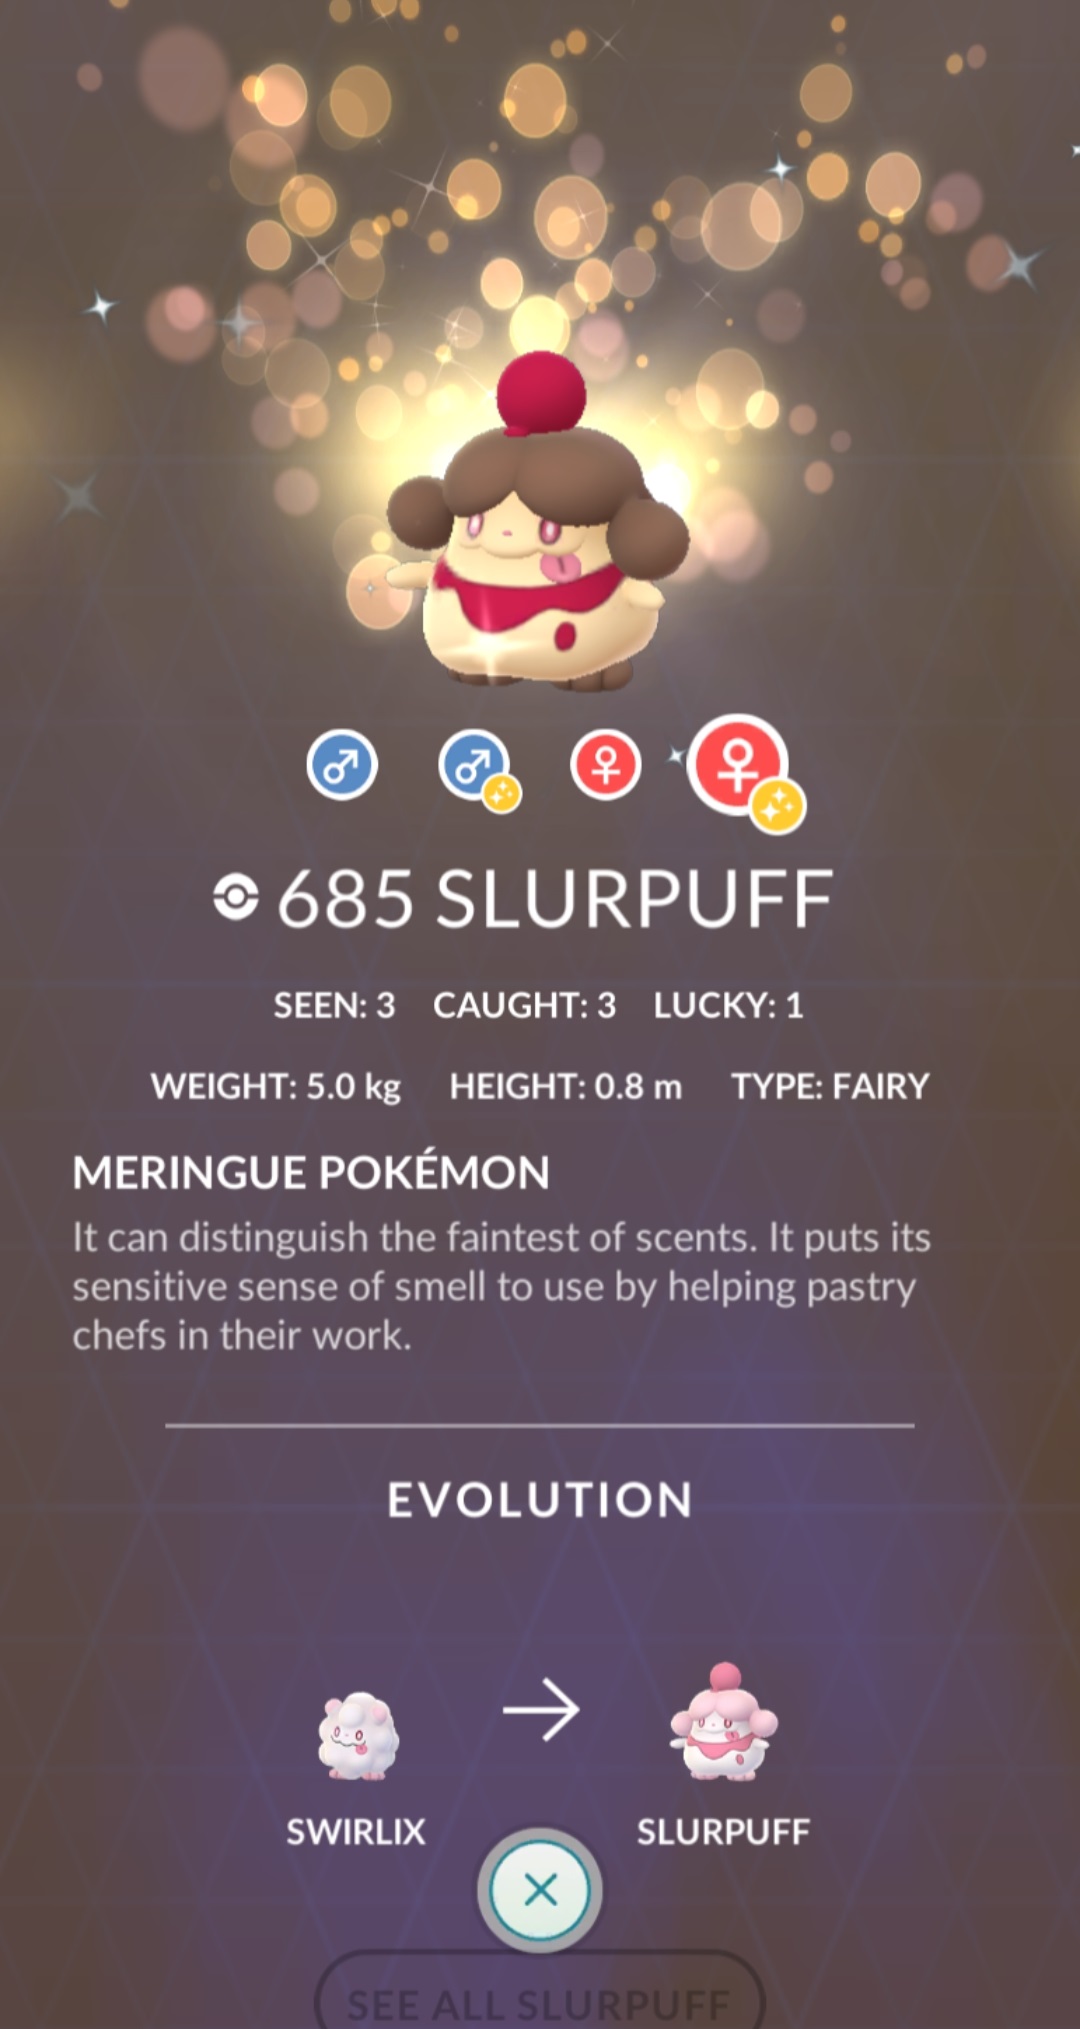 685 SLURPUFF
SEEN: 3 CAUGHT: 3 LUCKY: 1
WEIGHT: 5.0 kg HEIGHT: 0.8 m TYPE: FAIRY
MERINGUE POKÉMON
It can distinguish the faintest of scents. It puts its
sensitive sense of smell to use by helping pastry
chefs in their work.
EVOLUTION
SWIRLIX SLURPUFF
SEE ALL SLURPUFF